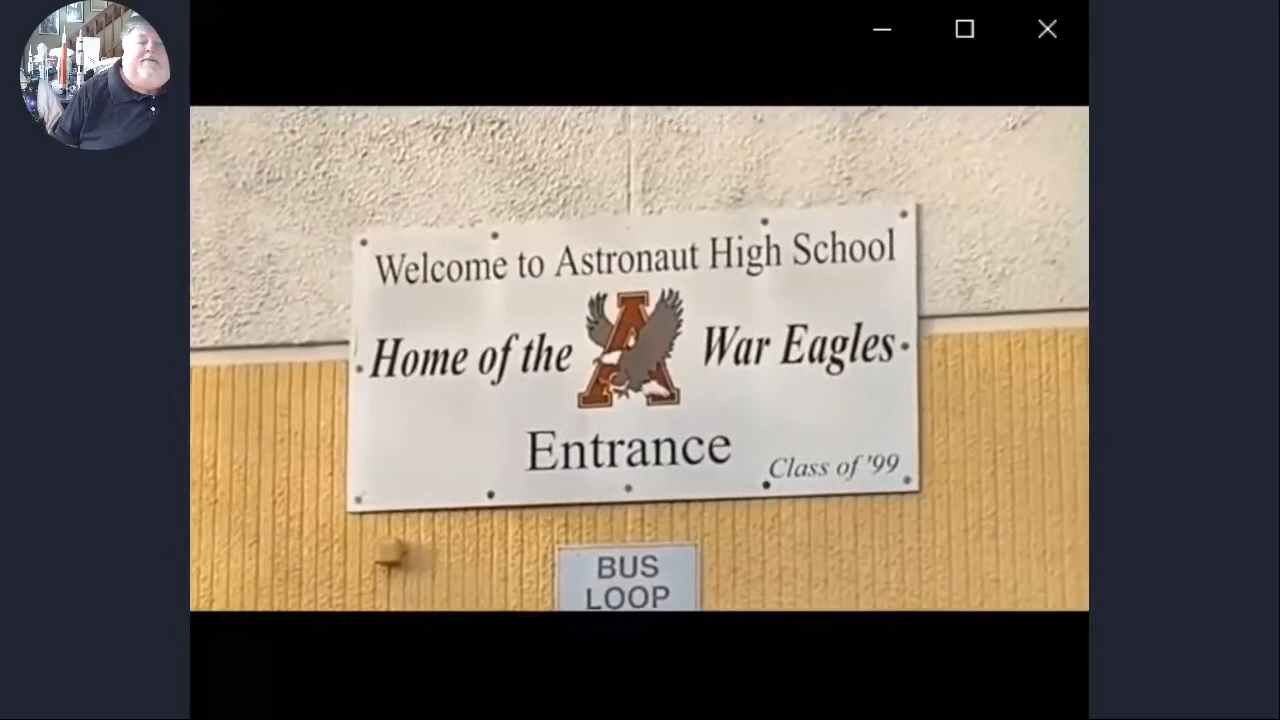 Welcome to Astronaut High School
Home of the A War Eagles
Entrance
Class of '99
BUS
LOOP